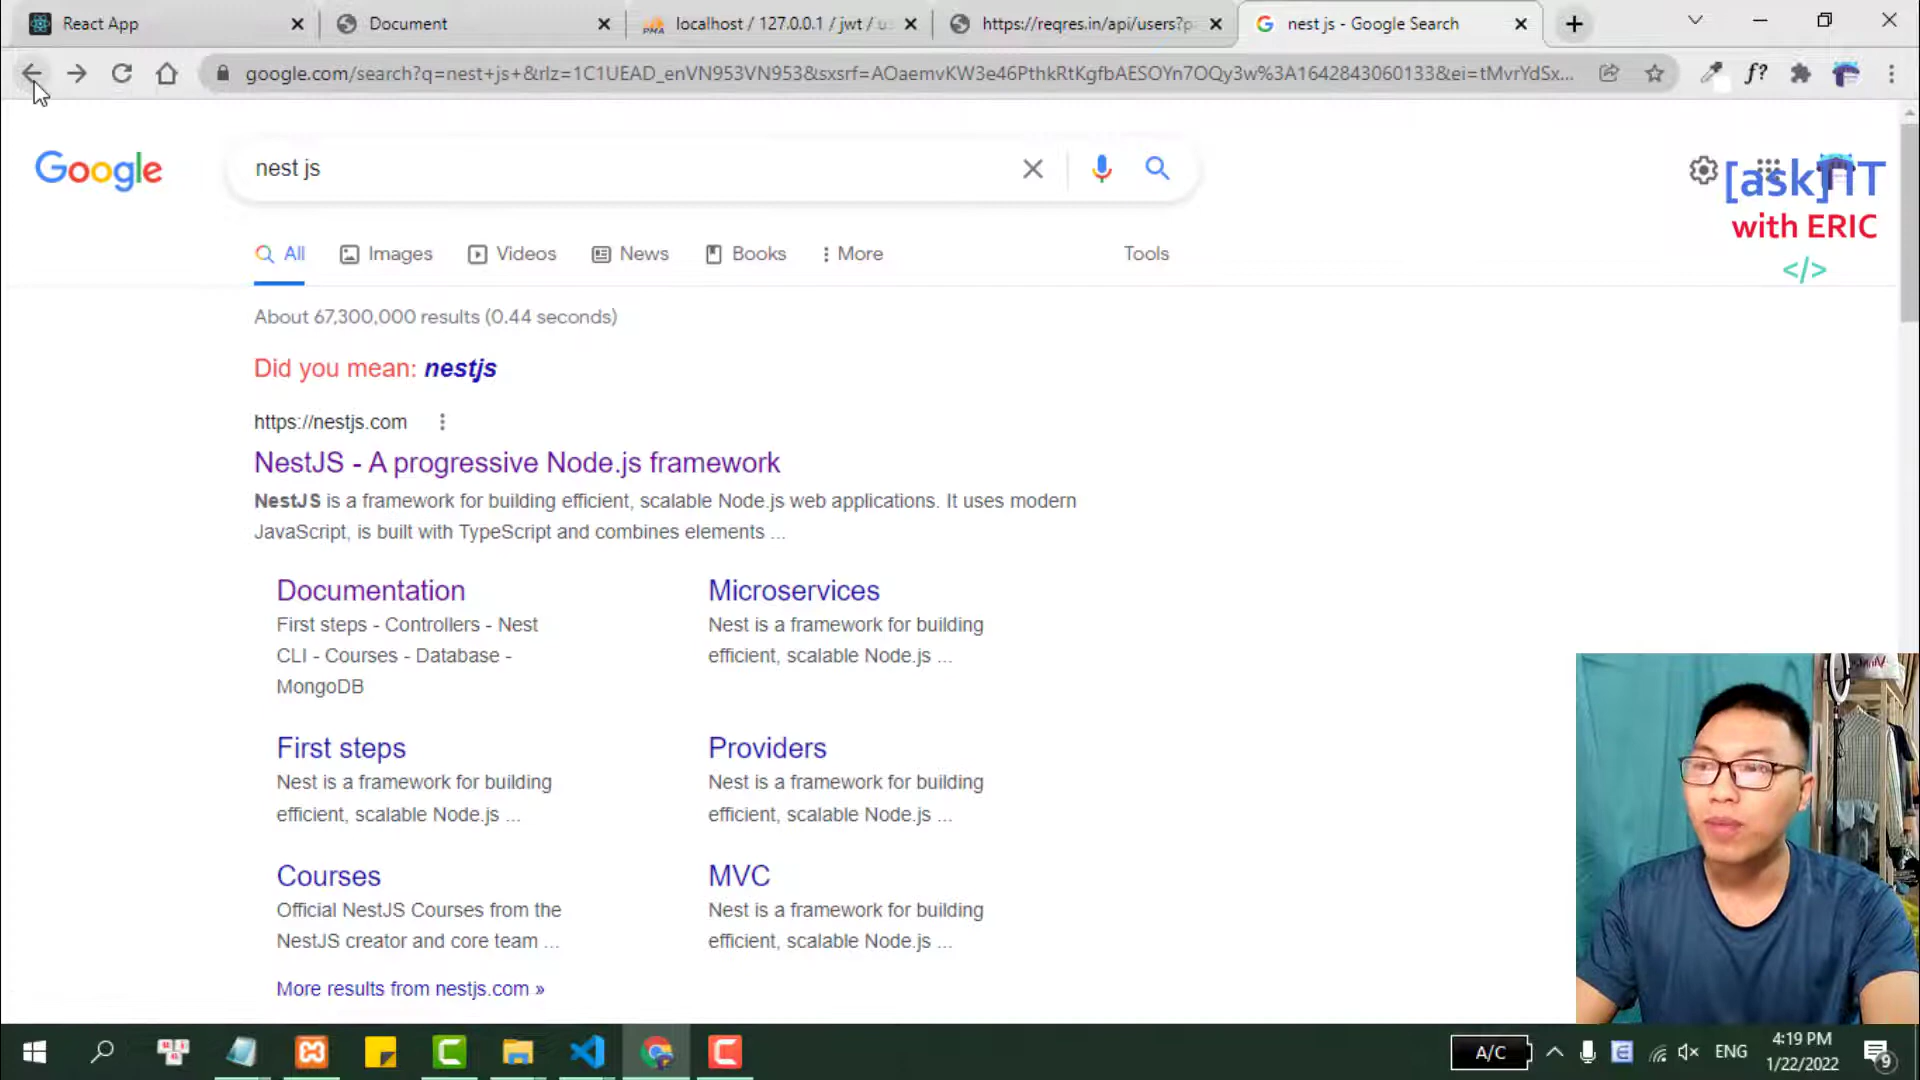 React App
Document
localhost / 127.0.0.1 / jwt / u
https://reqres.in/api/users?p
nest js - Google Search
google.com/search?q=nest+js+&rlz=1C1UEAD_enVN953VN953&sxsrf=AOaemvKW3e46PthkRtKgfbAESOYn7OQy3w%3A1642843060133&ei=tMvrYdSx...
f?
Google
nest js
[ask] IT
with ERIC
</>
All
Images
Videos
News
Books
More
Tools
About 67,300,000 results (0.44 seconds)
Did you mean: nestjs
https://nestjs.com
NestJS - A progressive Node.js framework
NestJS is a framework for building efficient, scalable Node.js web applications. It uses modern
JavaScript, is built with TypeScript and combines elements ...
Documentation
First steps - Controllers - Nest
CLI - Courses - Database -
MongoDB
Microservices
Nest is a framework for building
efficient, scalable Node.js ...
First steps
Nest is a framework for building
efficient, scalable Node.js ...
Providers
Nest is a framework for building
efficient, scalable Node.js ...
Courses
Official NestJS Courses from the
NestJS creator and core team ...
MVC
Nest is a framework for building
efficient, scalable Node.js ...
More results from nestjs.com »
A/C
ENG
4:19 PM
1/22/2022
9